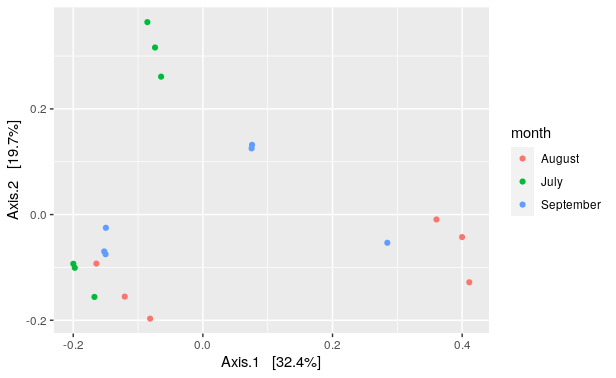 0.2
0.0
-0.2
Axis.2 [19.7%]
-0.2 0.0 0.2 0.4
Axis.1 [32.4%]
month
August
July
September